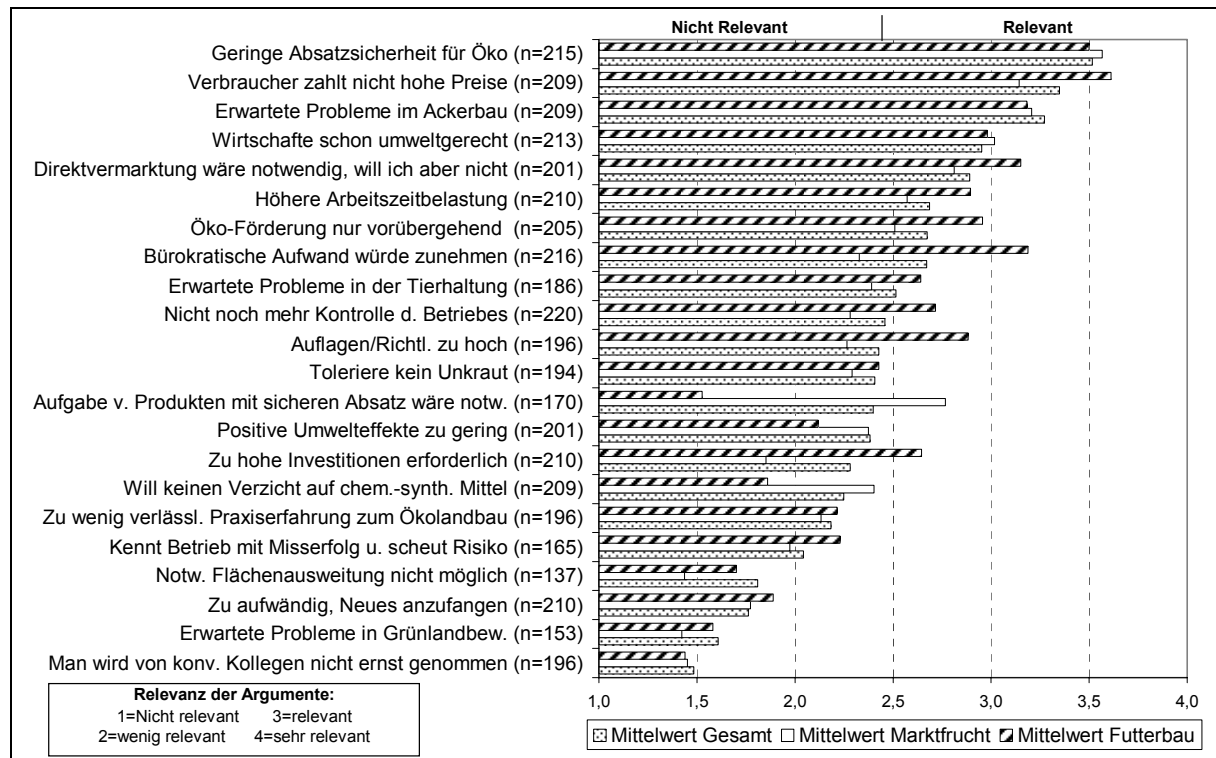 Nicht Relevant Relevant
Geringe Absatzsicherheit für Öko (n=215)
Verbraucher zahlt nicht hohe Preise (n=209)
Erwartete Probleme im Ackerbau (n=209)
Wirtschafte schon umweltgerecht (n=213)
Direktvermarktung wäre notwendig, will ich aber nicht (n=201)
Höhere Arbeitszeitbelastung (n=210)
Öko-Förderung nur vorübergehend (n=205)
Bürokratische Aufwand würde zunehmen (n=216)
Erwartete Probleme in der Tierhaltung (n=186)
Nicht noch mehr Kontrolle d. Betriebes (n=220)
Auflagen/Richtl. zu hoch (n=196)
Toleriere kein Unkraut (n=194)
Aufgabe v. Produkten mit sicheren Absatz wäre notw. (n=170)
Positive Umwelteffekte zu gering (n=201)
Zu hohe Investitionen erforderlich (n=210)
Will keinen Verzicht auf chem.-synth. Mittel (n=209)
Zu wenig verlässl. Praxiserfahrung zum Ökolandbau (n=196)
Kennt Betrieb mit Misserfolg u. scheut Risiko (n=165)
Notw. Flächenausweitung nicht möglich (n=137)
Zu aufwändig, Neues anzufangen (n=210)
Erwartete Probleme in Grünlandbew. (n=153)
Man wird von konv. Kollegen nicht ernst genommen (n=196)
1,0 1,5 2,0 2,5 3,0 3,5 4,0
Relevanz der Argumente:
1=Nicht relevant 3=relevant
2=wenig relevant 4=sehr relevant
Mittelwert Gesamt Mittelwert Marktfrucht Mittelwert Futterbau